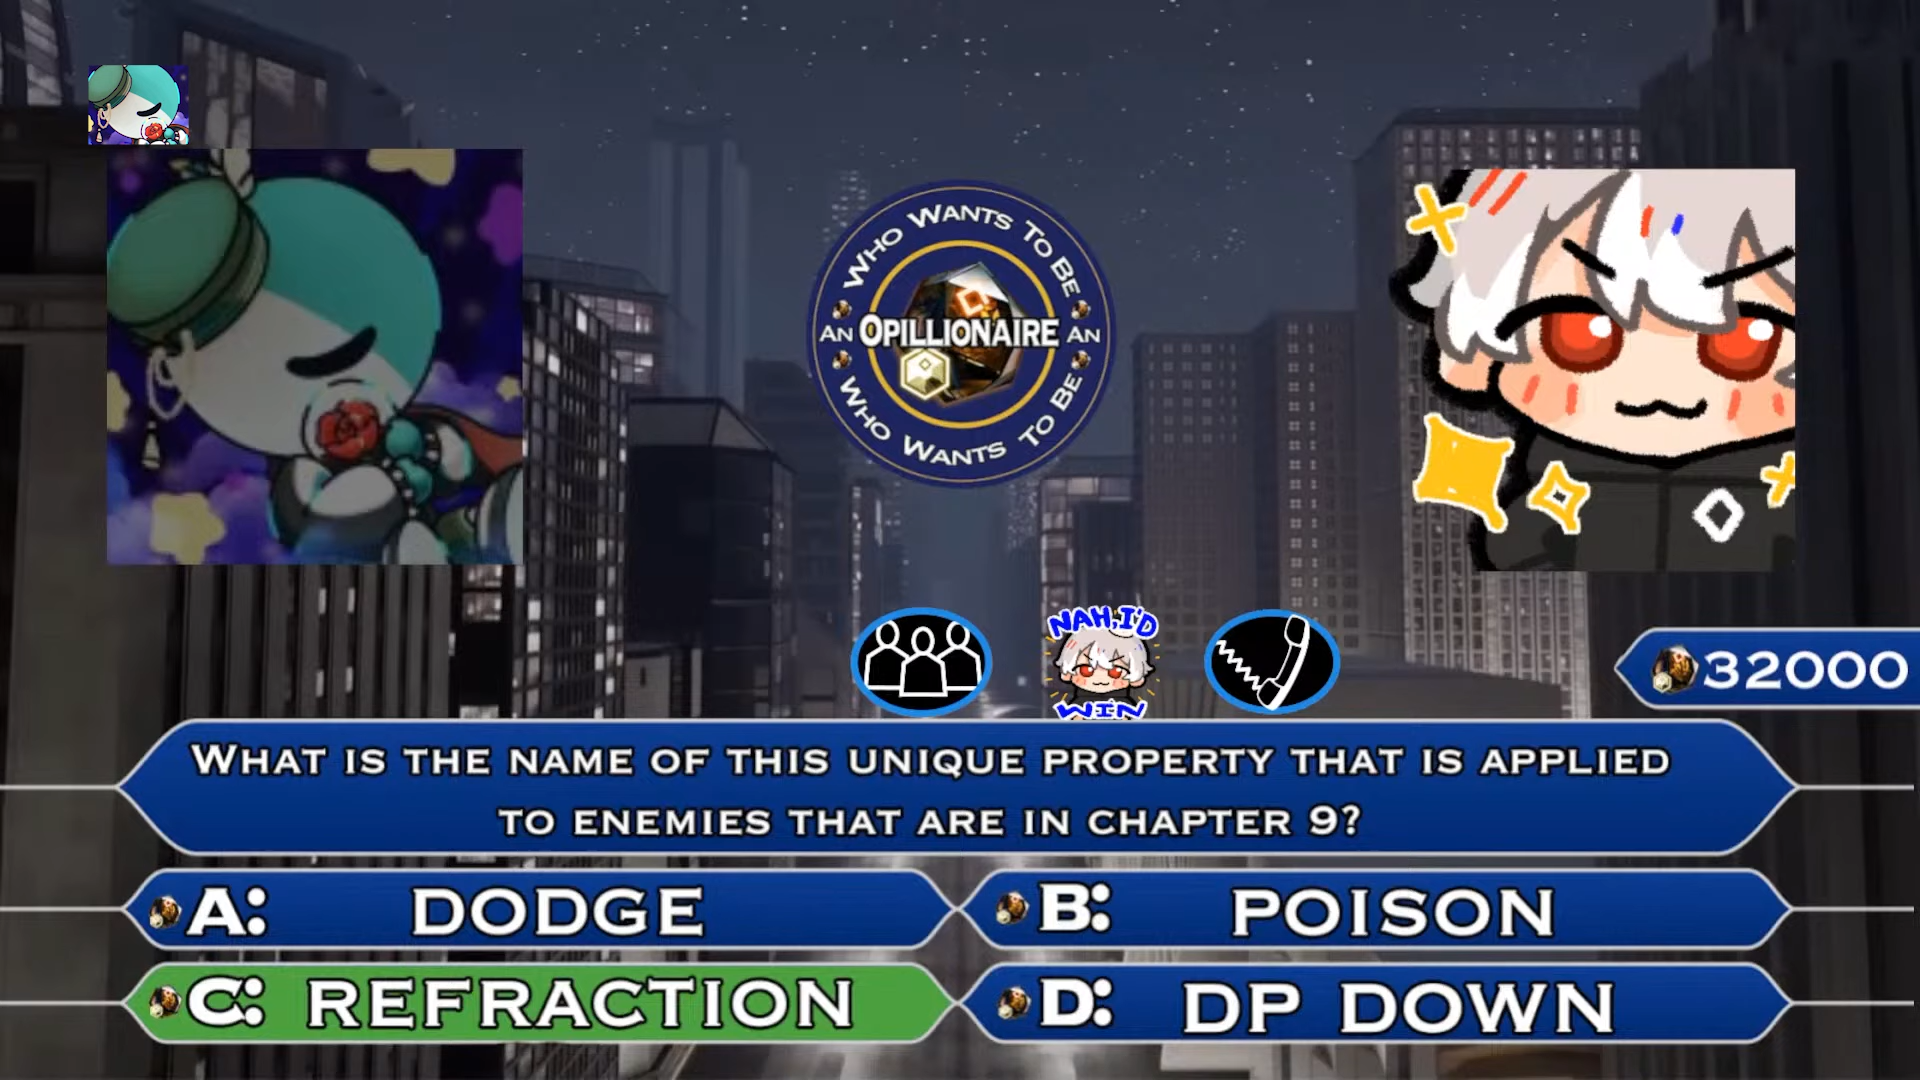 WHO WANTS TO BE
AN OPILLIONAIRE AN
WHO WANTS TO BE
NAH, I'D
WIN
32000
WHAT IS THE NAME OF THIS UNIQUE PROPERTY THAT IS APPLIED
TO ENEMIES THAT ARE IN CHAPTER 9?
A: DODGE
B: POISON
C: REFRACTION
D: DP DOWN